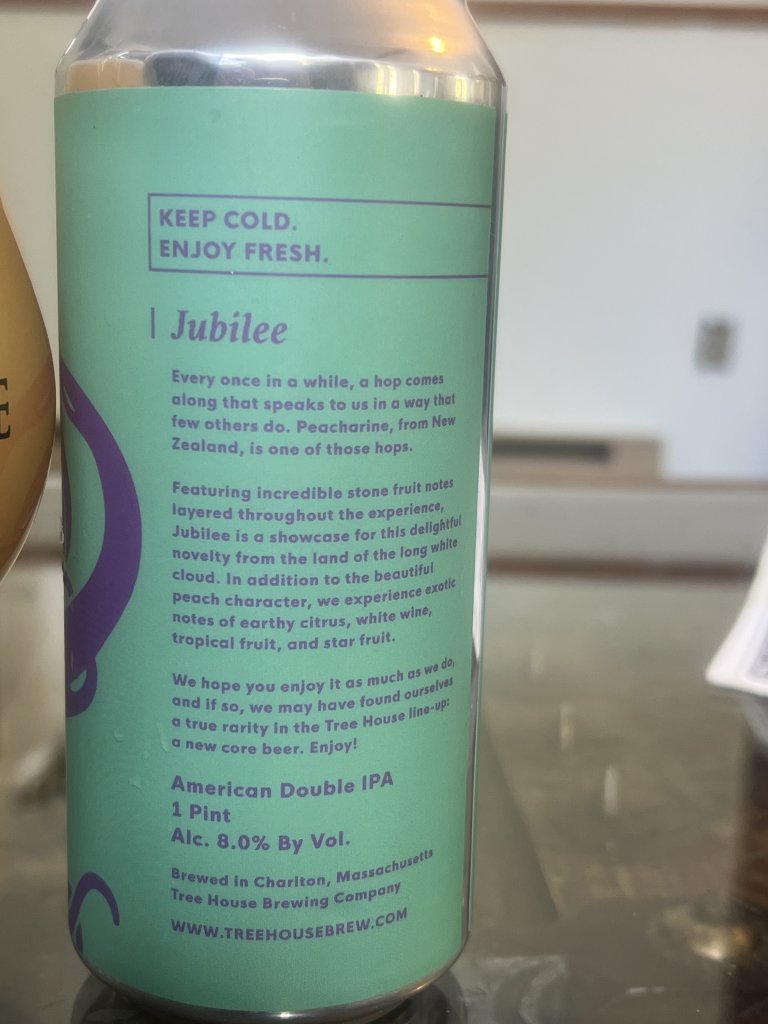 KEEP COLD.
ENJOY FRESH.
Jubilee
Every once in a while, a hop comes
along that speaks to us in a way that
few others do. Peacharine, from New
Zealand, is one of those hops.
Featuring incredible stone fruit notes
layered throughout the experience,
Jubilee is a showcase for this delightful
novelty from the land of the long white
cloud. In addition to the beautiful
peach character, we experience exotic
notes of earthy citrus, white wine,
tropical fruit, and star fruit.
We hope you enjoy it as much as we do,
and if so, we may have found ourselves
a true rarity in the Tree House line-up:
a new core beer. Enjoy!
American Double IPA
1 Pint
Alc. 8.0% By Vol.
Brewed in Charlton, Massachusetts
Tree House Brewing Company
WWW.TREEHOUSEBREW.COM